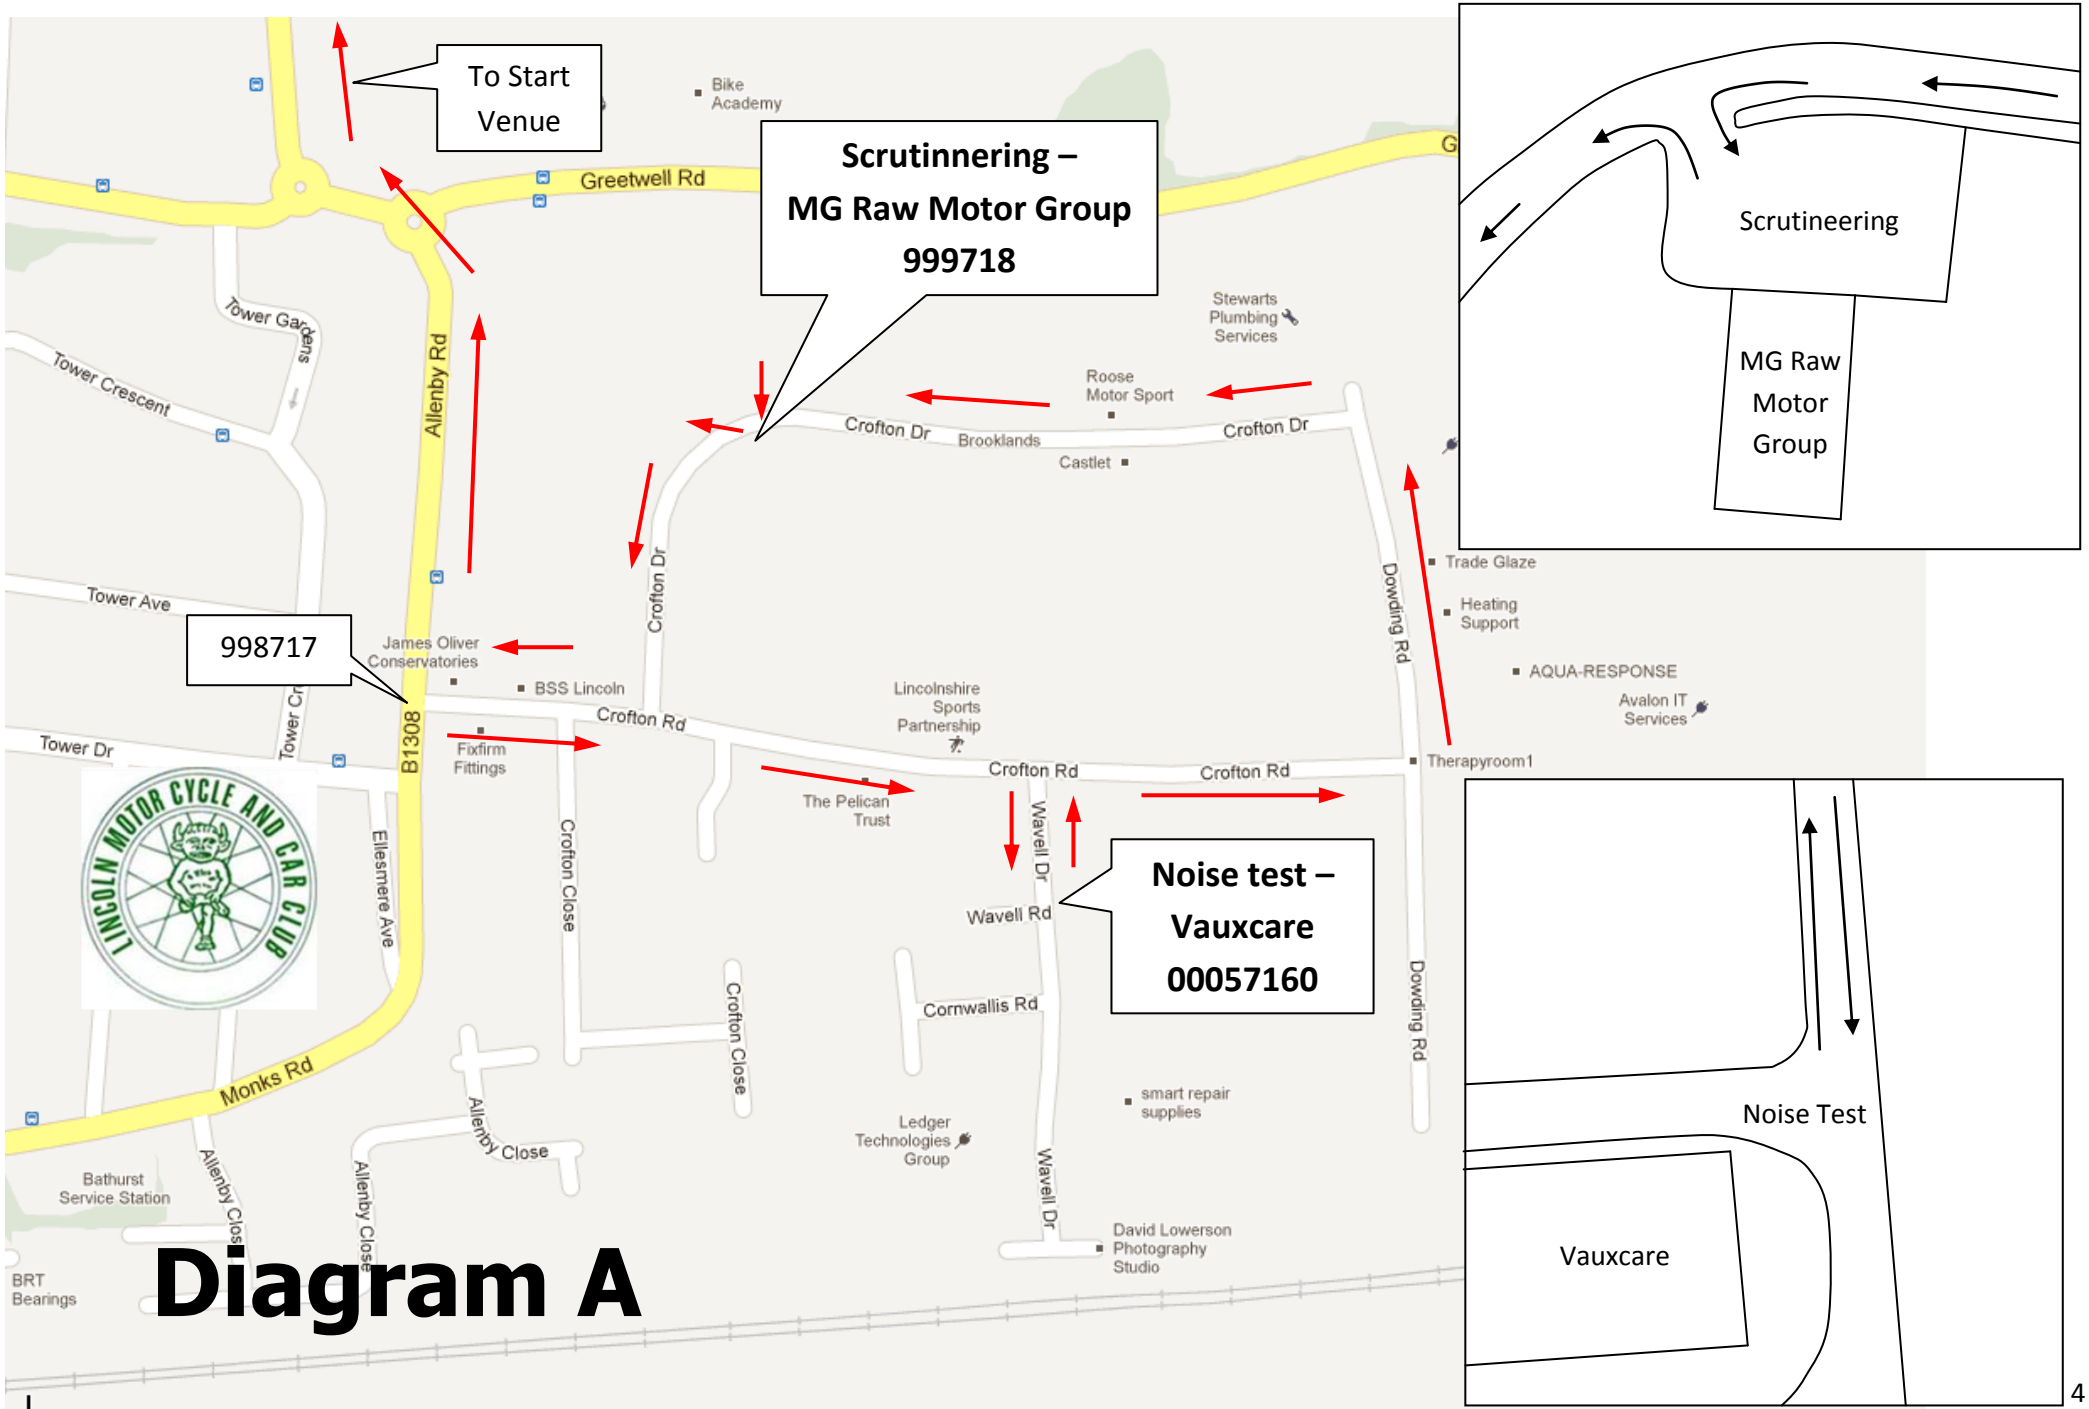 To Start
Venue
Bike
Academy
Scrutinnering –
MG Raw Motor Group
999718
Greetwell Rd
G
Scrutineering
MG Raw
Motor
Group
Tower Gardens
Tower Crescent
Allenby Rd
Stewarts
Plumbing
Services
Roose
Motor Sport
Crofton Dr
Brooklands
Crofton Dr
Castlet
Crofton Dr
Dowding Rd
Trade Glaze
Heating
Support
AQUA-RESPONSE
Avalon IT
Services
Tower Ave
998717
James Oliver
Conservatories
BSS Lincoln
Tower Cr
Crofton Rd
Lincolnshire
Sports
Partnership
Tower Dr
B1308
Fixfirm
Fittings
Crofton Rd
Crofton Rd
Therapyroom1
The Pelican
Trust
LINCOLN MOTOR CYCLE AND CAR CLUB
Ellesmere Ave
Crofton Close
Wavell Dr
Noise test –
Vauxcare
00057160
Wavell Rd
Crofton Close
Cornwallis Rd
Dowding Rd
Monks Rd
Allenby Close
smart repair
supplies
Ledger
Technologies
Group
Wavell Dr
Noise Test
Vauxcare
Bathurst
Service Station
Allenby Clos
Allenby Close
David Lowerson
Photography
Studio
BRT
Bearings
Diagram A
4